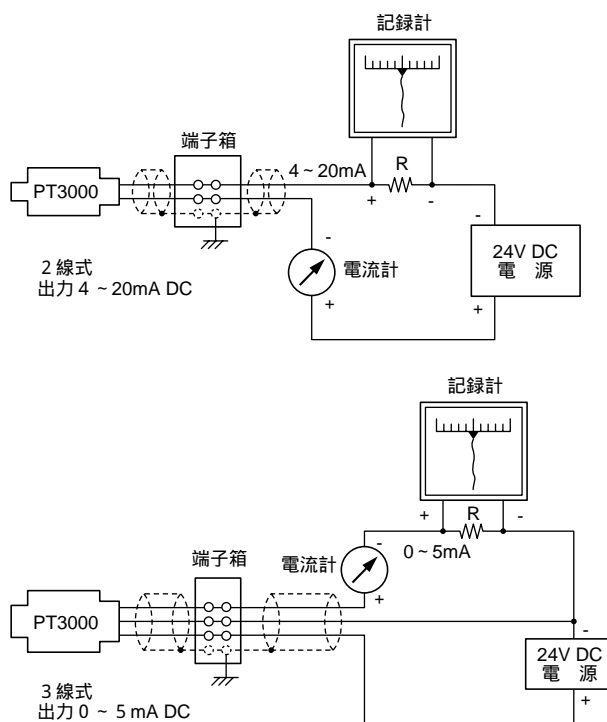 記録計
端子箱
4 ~ 20mA
R
+
-
PT3000
-
24V DC
電 源
+
-
電流計
+
2 線式
出力 4 ~ 20mA DC
記録計
+
R
-
0 ~ 5mA
端子箱
電流計
-
+
PT3000
-
24V DC
電 源
+
3 線式
出力 0 ~ 5 mA DC